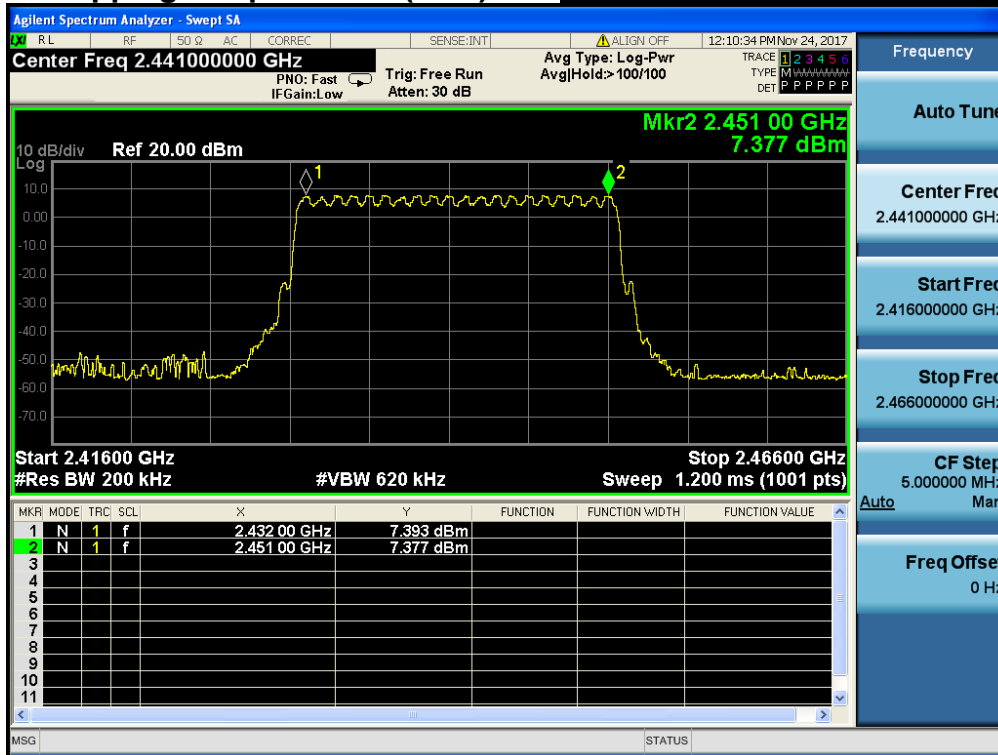 Agilent Spectrum Analyzer - Swept SA
LXI RL RF 50 Ω AC CORREC SENSE:INT ALIGN OFF 12:10:34 PM Nov 24, 2017
Center Freq 2.441000000 GHz
PNO: Fast
IFGain:Low
Trig: Free Run
Atten: 30 dB
Avg Type: Log-Pwr
Avg|Hold:>100/100
TRACE 1 2 3 4 5 6
TYPE M
DET P P P P P P
Mkr2 2.451 00 GHz
7.377 dBm
10 dB/div Ref 20.00 dBm
Log
1
2
10.0
0.00
-10.0
-20.0
-30.0
-40.0
-50.0
-60.0
-70.0
Start 2.41600 GHz Stop 2.46600 GHz
#Res BW 200 kHz #VBW 620 kHz Sweep 1.200 ms (1001 pts)
MKR MODE TRC SCL X Y FUNCTION FUNCTION WIDTH FUNCTION VALUE
1 N 1 f 2.432 00 GHz 7.393 dBm
2 N 1 f 2.451 00 GHz 7.377 dBm
3
4
5
6
7
8
9
10
11
MSG STATUS
Frequency
Auto Tune
Center Freq
2.441000000 GHz
Start Freq
2.416000000 GHz
Stop Freq
2.466000000 GHz
CF Step
5.000000 MHz
Auto Man
Freq Offset
0 Hz